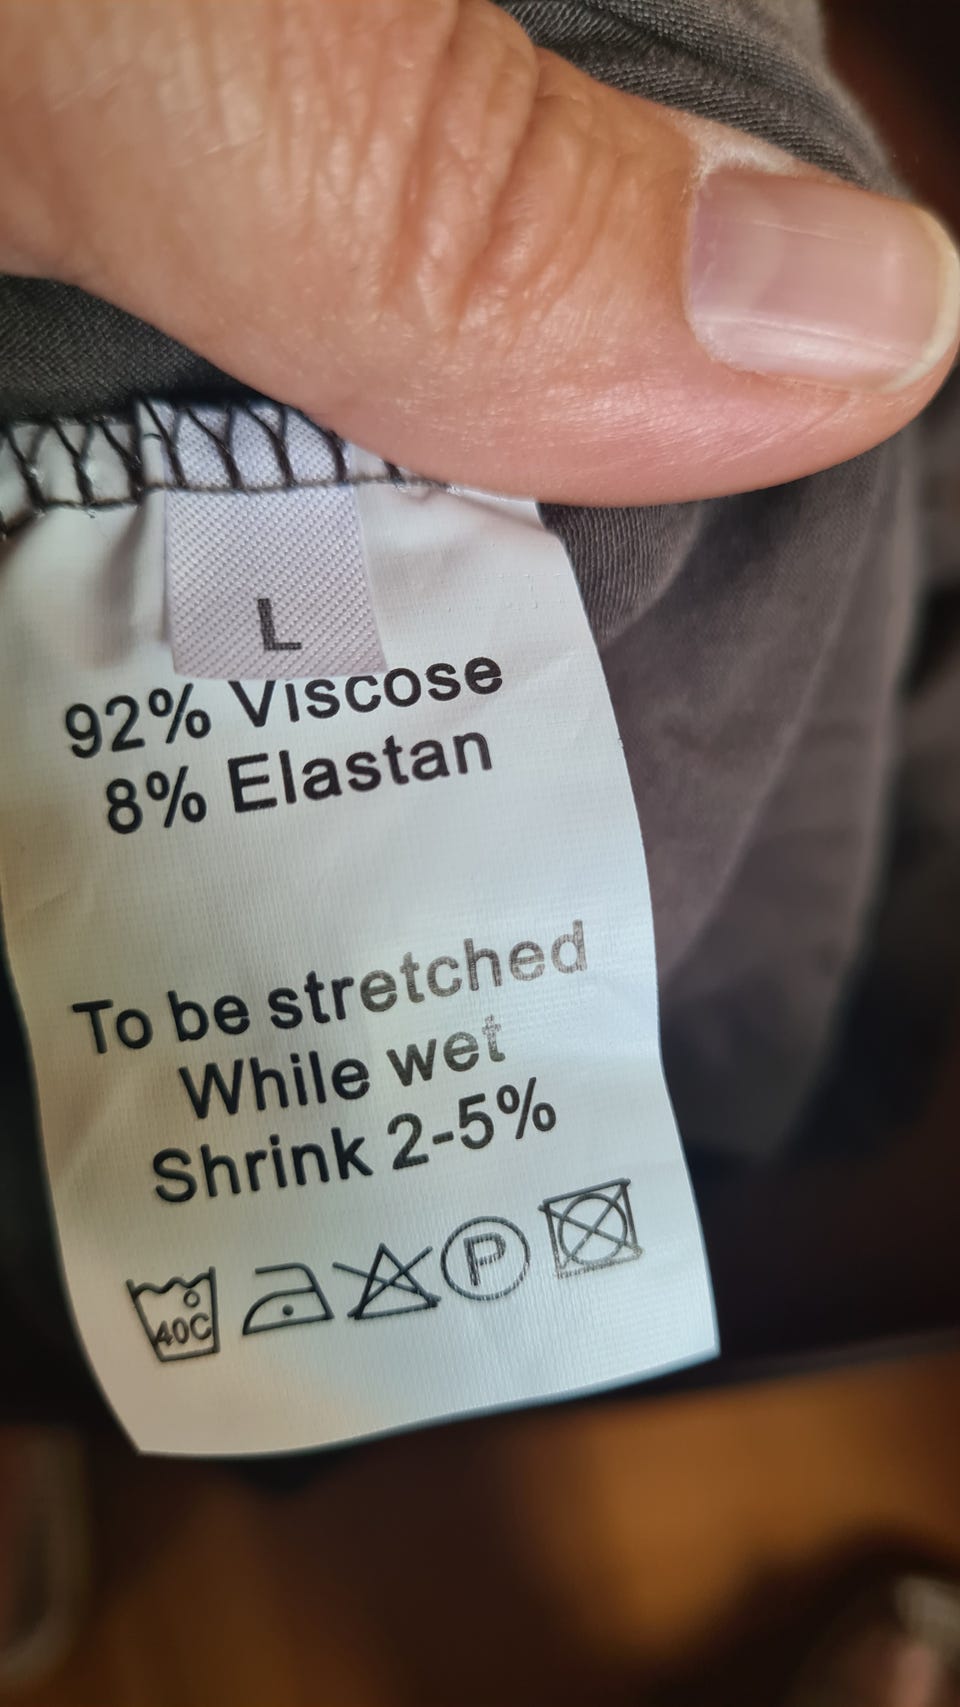 L
92% Viscose
8% Elastan
To be stretched
While wet
Shrink 2-5%
40C P